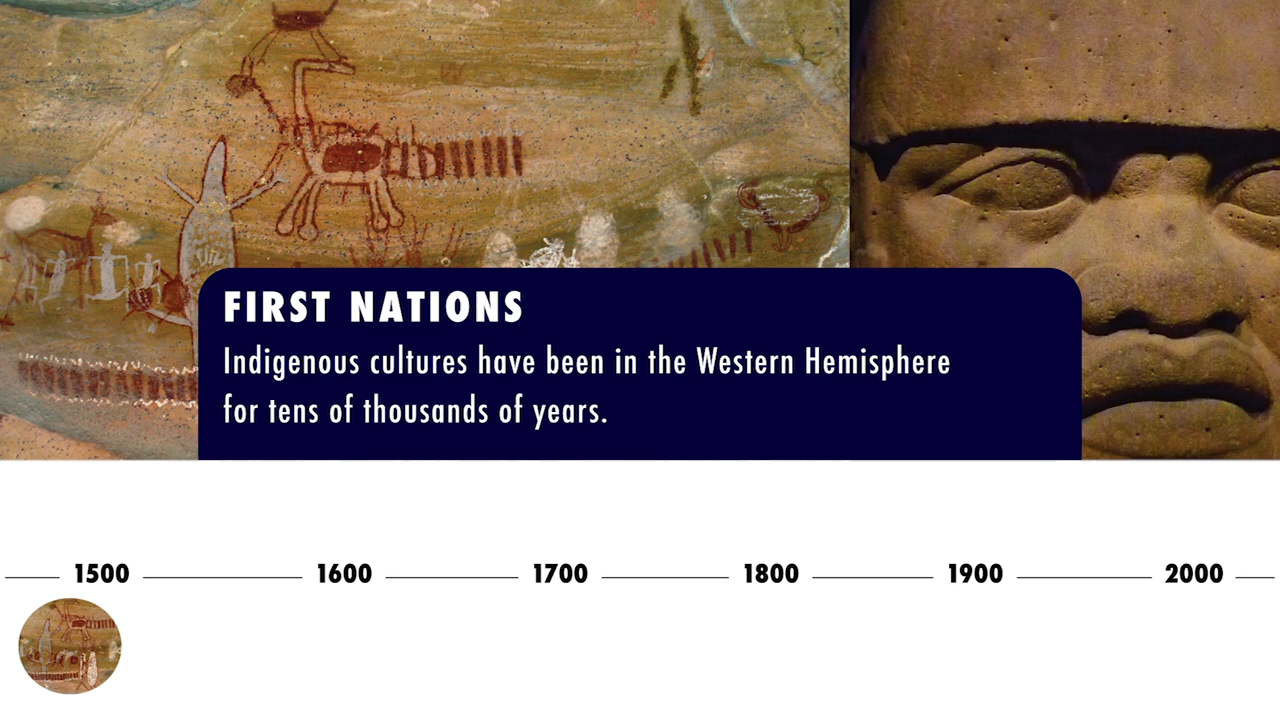 FIRST NATIONS
Indigenous cultures have been in the Western Hemisphere
for tens of thousands of years.
1500 1600 1700 1800 1900 2000